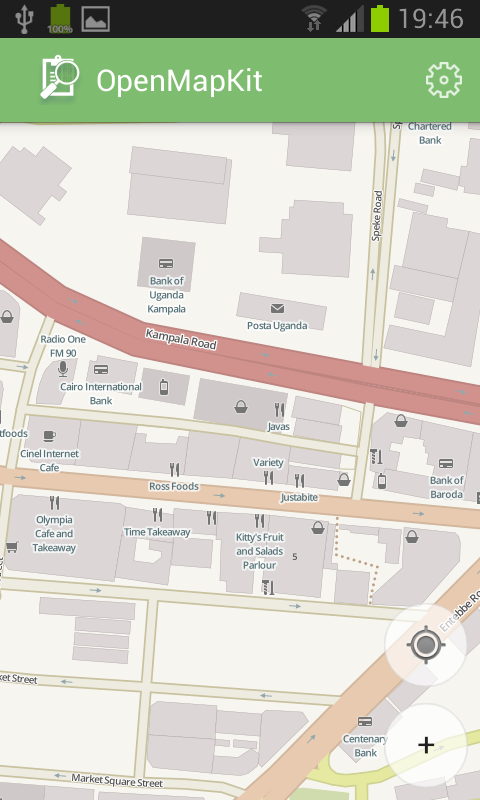 100%
19:46
OpenMapKit
Chartered
Bank
Speke Road
Bank of
Uganda
Kampala
Posta Uganda
Kampala Road
Radio One
FM 90
Cairo International
Bank
Javas
tfoods
Cinel Internet
Cafe
Variety
Bank of
Baroda
Ross Foods
Justabite
Olympia
Cafe and
Takeaway
Time Takeaway
Kitty's Fruit
and Salads
Parlour
5
Entebbe Ro
ket Street
Centenary
Bank
+
Market Square Street